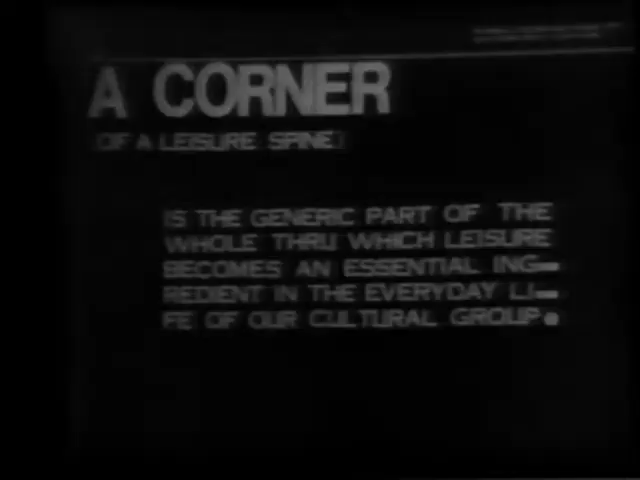 A CORNER
(OF A LEISURE SPINE)
IS THE GENERIC PART OF THE
WHOLE THRU WHICH LEISURE
BECOMES AN ESSENTIAL ING-
REDIENT IN THE EVERYDAY LI-
FE OF OUR CULTURAL GROUP.